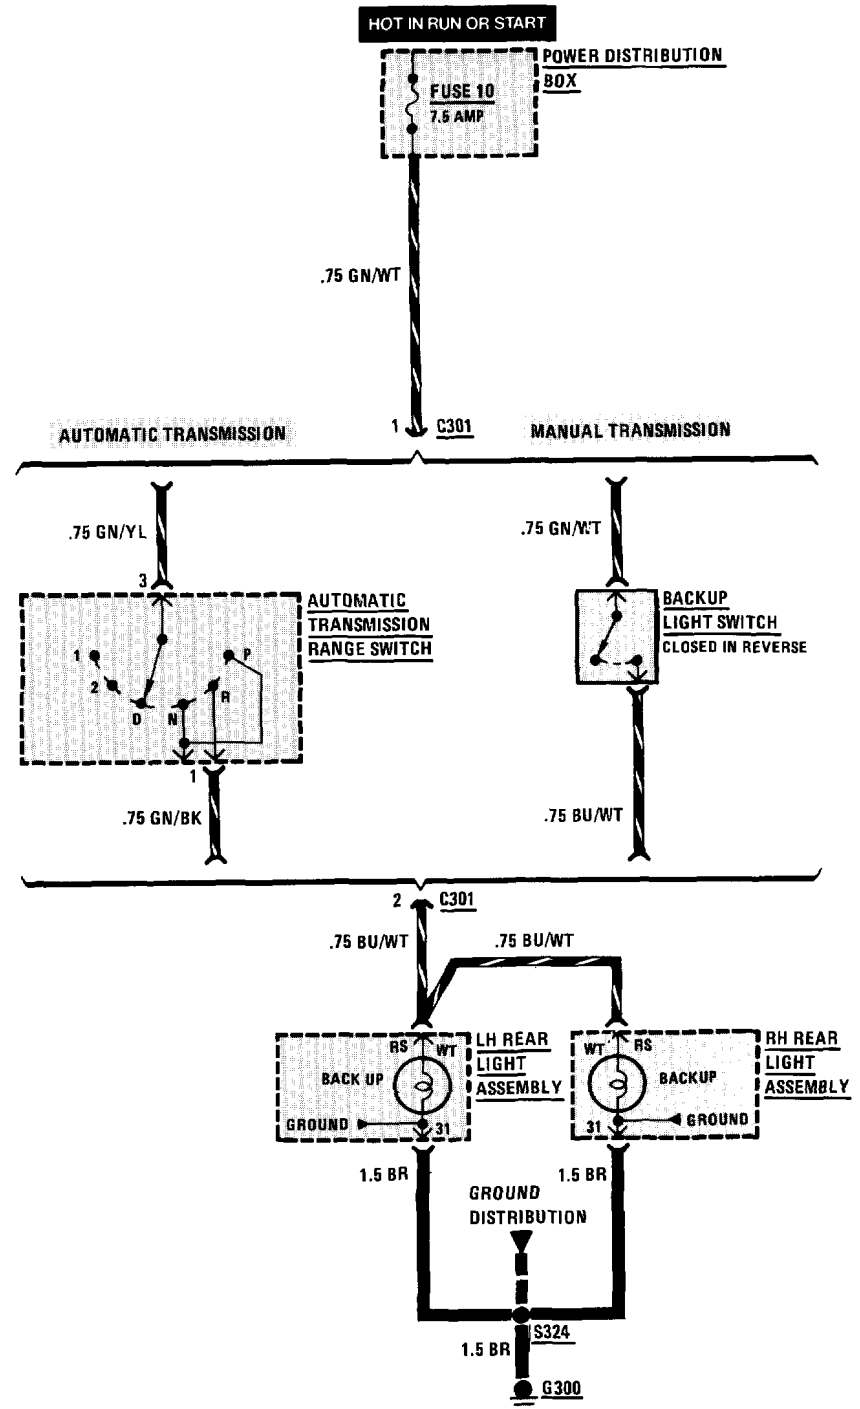 HOT IN RUN OR START
POWER DISTRIBUTION
BOX
FUSE 10
7.5 AMP
.75 GN/WT
1 C301
AUTOMATIC TRANSMISSION
MANUAL TRANSMISSION
.75 GN/YL
.75 GN/WT
3
AUTOMATIC
TRANSMISSION
RANGE SWITCH
BACKUP
LIGHT SWITCH
CLOSED IN REVERSE
1
2
D
N
R
P
1
.75 GN/BK
.75 BU/WT
2 C301
.75 BU/WT
.75 BU/WT
RS
WT
BACK UP
GROUND
31
LH REAR
LIGHT
ASSEMBLY
WT
RS
BACKUP
GROUND
31
RH REAR
LIGHT
ASSEMBLY
1.5 BR
1.5 BR
GROUND
DISTRIBUTION
S324
1.5 BR
G300